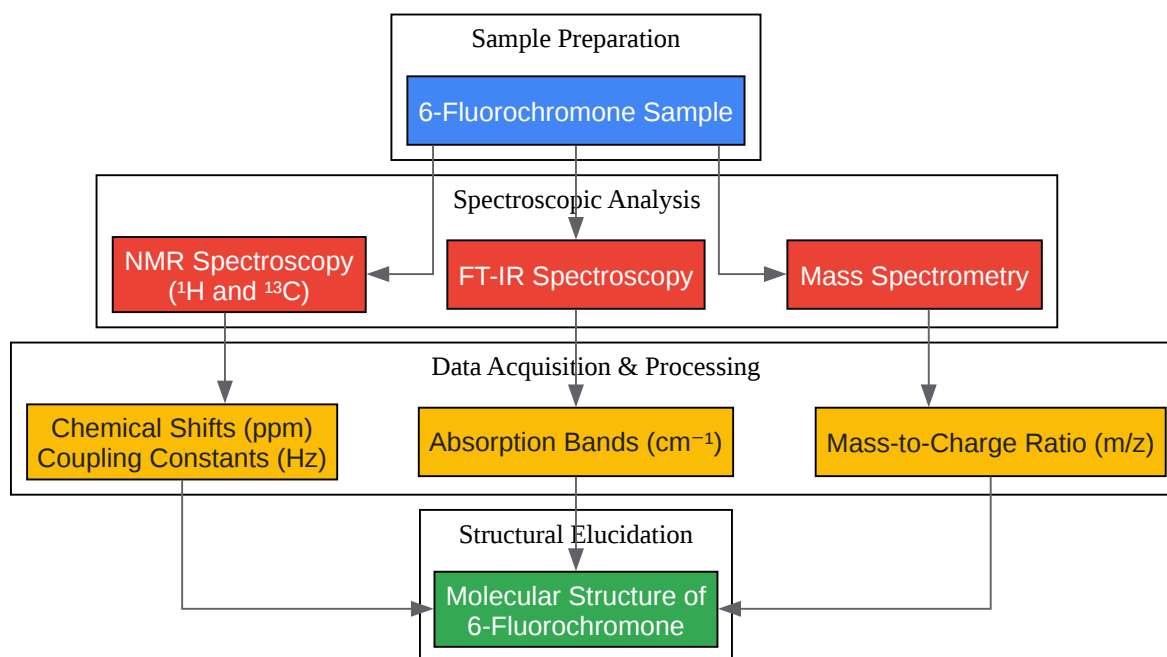 Sample Preparation
6-Fluorochromone Sample
Spectroscopic Analysis
NMR Spectroscopy
(¹H and ¹³C)
FT-IR Spectroscopy
Mass Spectrometry
Data Acquisition & Processing
Chemical Shifts (ppm)
Coupling Constants (Hz)
Absorption Bands (cm⁻¹)
Mass-to-Charge Ratio (m/z)
Structural Elucidation
Molecular Structure of
6-Fluorochromone